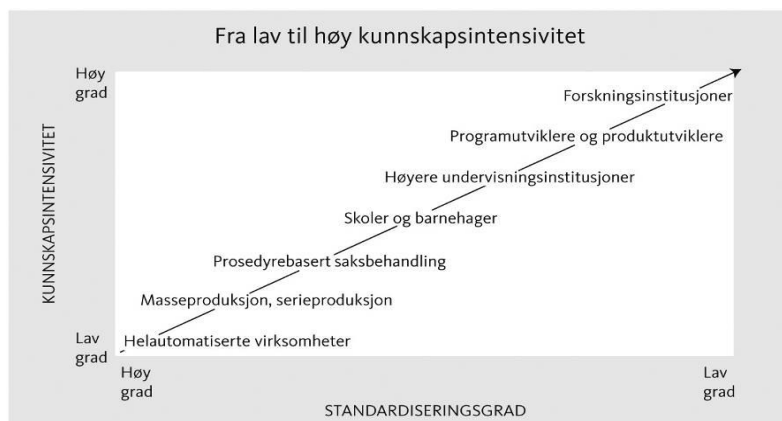 Fra lav til høy kunnskapsintensivitet
Høy
grad
Forskningsinstitusjoner
Programutviklere og produktutviklere
Høyere undervisningsinstitusjoner
KUNNSKAPSINTENSIVITET
Skoler og barnehager
Prosedyrebasert saksbehandling
Masseproduksjon, serieproduksjon
Lav
grad
Helautomatiserte virksomheter
Høy
grad
Lav
grad
STANDARDISERINGSGRAD